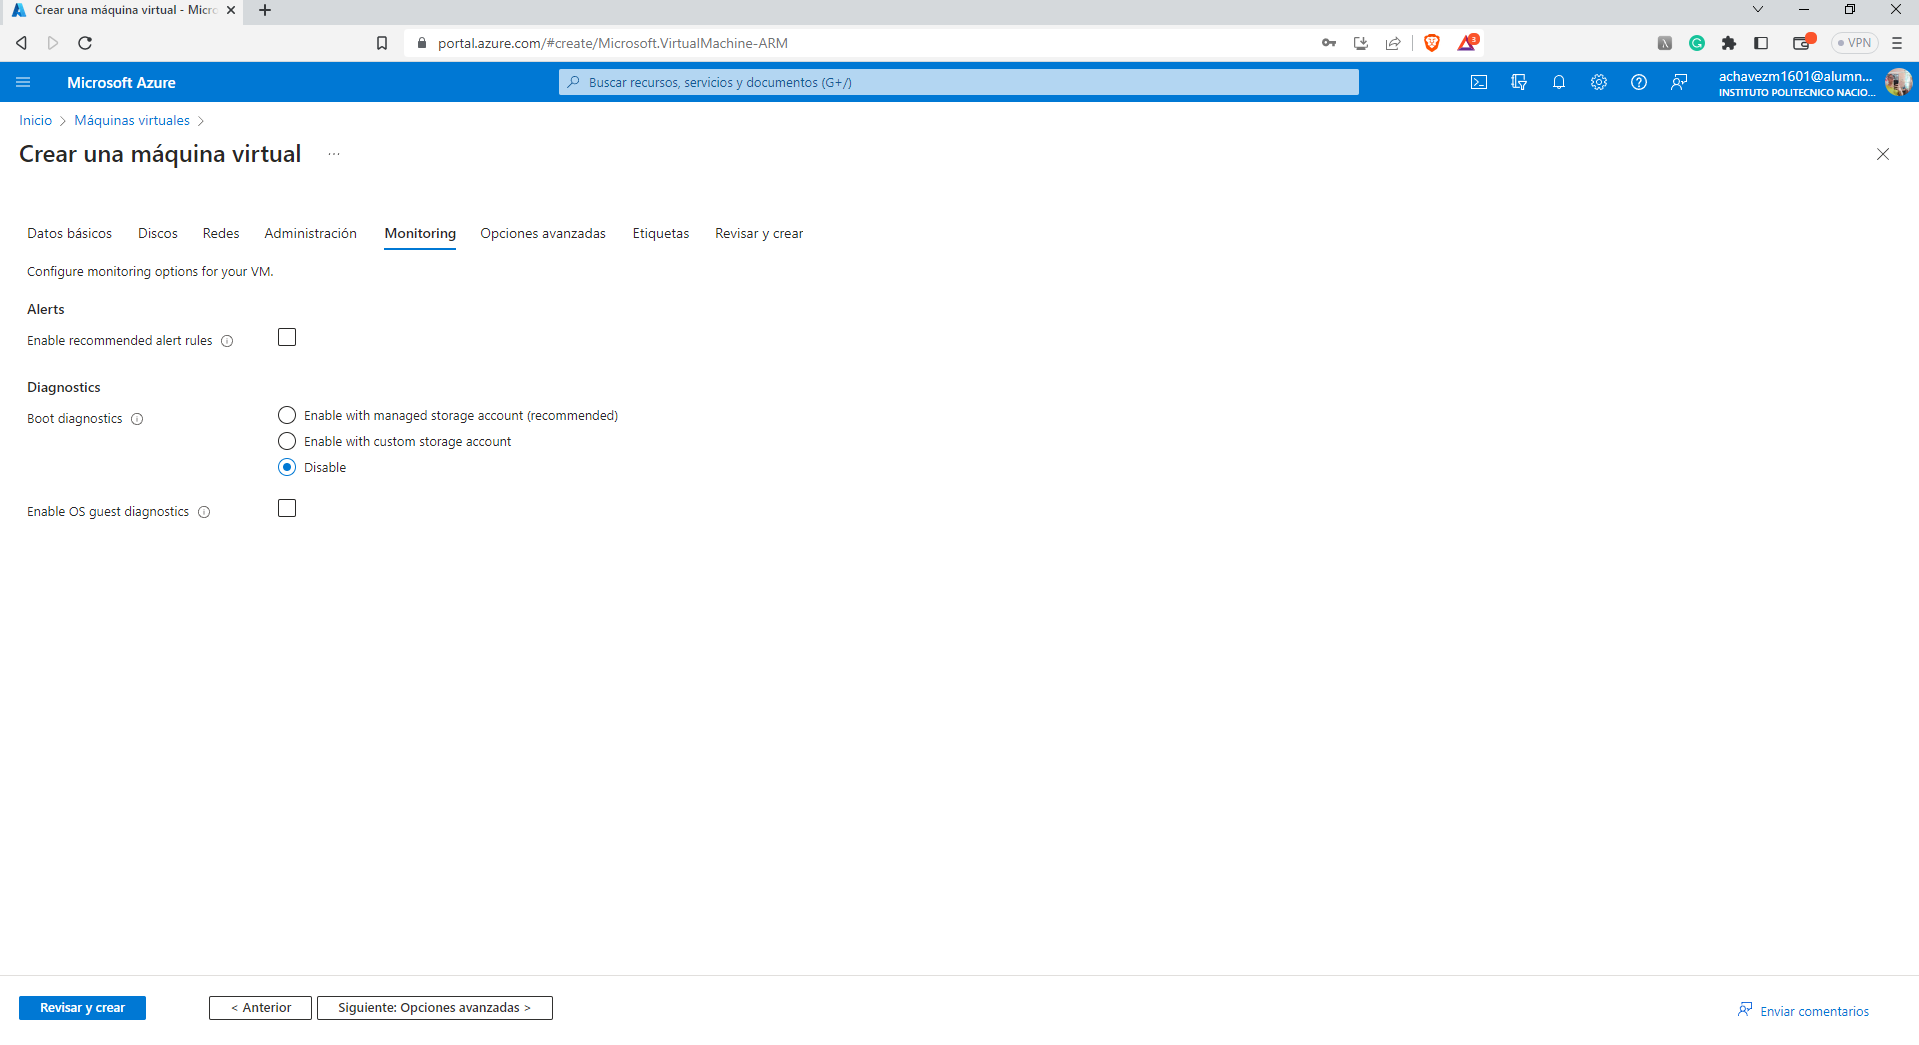 Crear una máquina virtual - Micro
portal.azure.com/#create/Microsoft.VirtualMachine-ARM
3
VPN
Microsoft Azure
Buscar recursos, servicios y documentos (G+/)
achavezm1601@alumn...
INSTITUTO POLITECNICO NACIO...
Inicio > Máquinas virtuales >
Crear una máquina virtual ...
Datos básicos Discos Redes Administración Monitoring Opciones avanzadas Etiquetas Revisar y crear
Configure monitoring options for your VM.
Alerts
Enable recommended alert rules
Diagnostics
Boot diagnostics
Enable with managed storage account (recommended)
Enable with custom storage account
Disable
Enable OS guest diagnostics
Revisar y crear
< Anterior
Siguiente: Opciones avanzadas >
Enviar comentarios